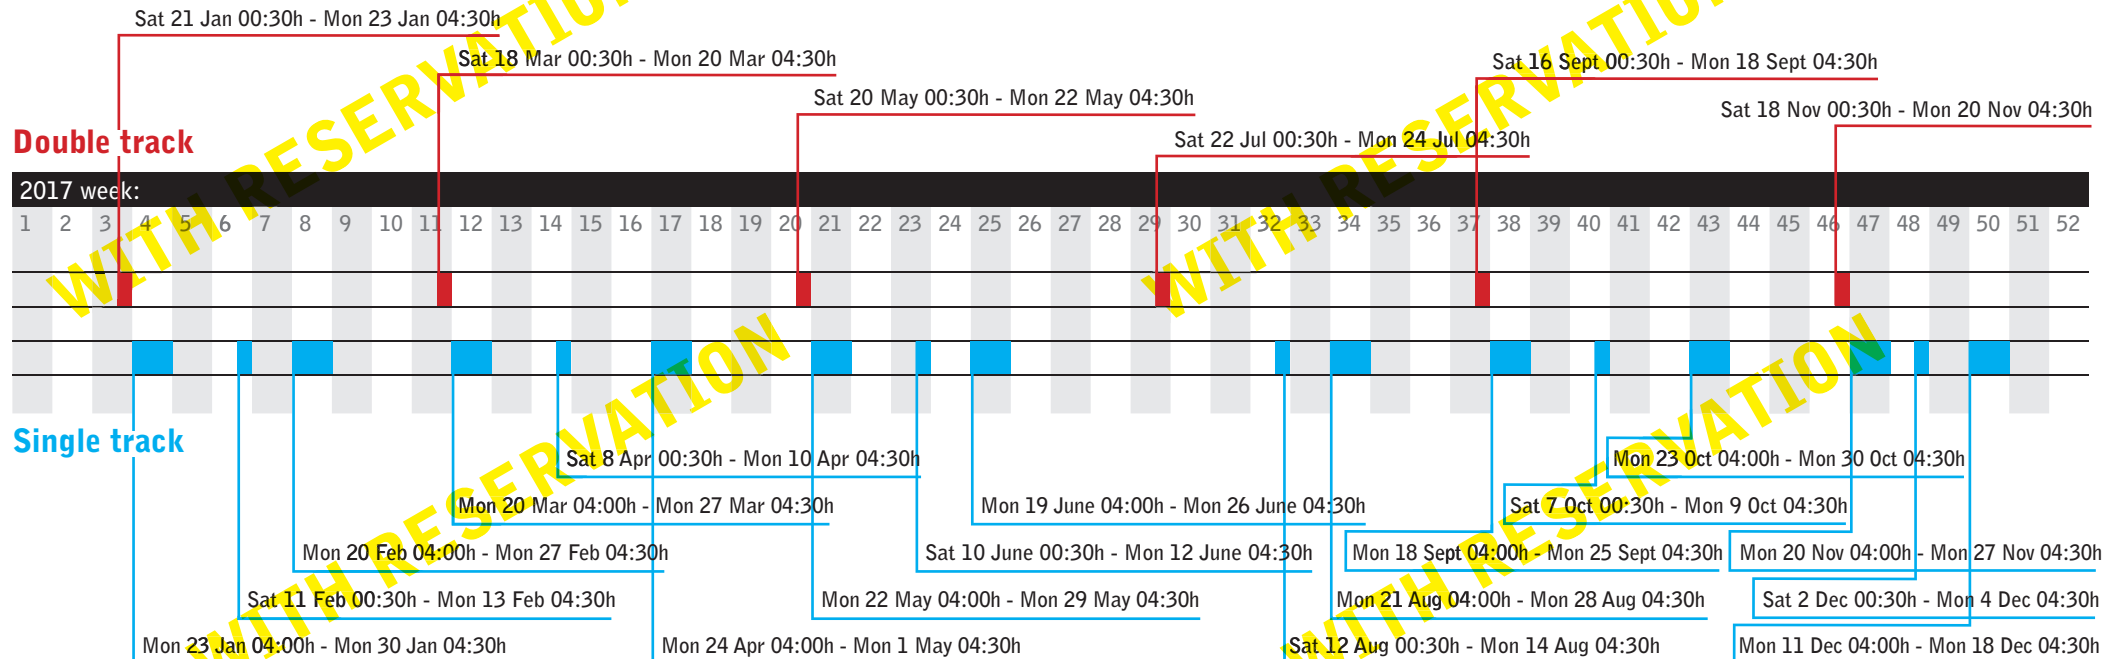 Sat 21 Jan 00:30h - Mon 23 Jan 04:30h
Sat 18 Mar 00:30h - Mon 20 Mar 04:30h
Sat 16 Sept 00:30h - Mon 18 Sept 04:30h
Sat 20 May 00:30h - Mon 22 May 04:30h
Sat 18 Nov 00:30h - Mon 20 Nov 04:30h
Double track
Sat 22 Jul 00:30h - Mon 24 Jul 04:30h
2017 week:
1 2 3 4 5 6 7 8 9 10 11 12 13 14 15 16 17 18 19 20 21 22 23 24 25 26 27 28 29 30 31 32 33 34 35 36 37 38 39 40 41 42 43 44 45 46 47 48 49 50 51 52
Single track
Sat 8 Apr 00:30h - Mon 10 Apr 04:30h
Mon 23 Oct 04:00h - Mon 30 Oct 04:30h
Mon 20 Mar 04:00h - Mon 27 Mar 04:30h
Mon 19 June 04:00h - Mon 26 June 04:30h
Sat 7 Oct 00:30h - Mon 9 Oct 04:30h
Mon 20 Feb 04:00h - Mon 27 Feb 04:30h
Sat 10 June 00:30h - Mon 12 June 04:30h
Mon 18 Sept 04:00h - Mon 25 Sept 04:30h
Mon 20 Nov 04:00h - Mon 27 Nov 04:30h
Sat 11 Feb 00:30h - Mon 13 Feb 04:30h
Mon 22 May 04:00h - Mon 29 May 04:30h
Mon 21 Aug 04:00h - Mon 28 Aug 04:30h
Sat 2 Dec 00:30h - Mon 4 Dec 04:30h
Mon 23 Jan 04:00h - Mon 30 Jan 04:30h
Mon 24 Apr 04:00h - Mon 1 May 04:30h
Sat 12 Aug 00:30h - Mon 14 Aug 04:30h
Mon 11 Dec 04:00h - Mon 18 Dec 04:30h
WITH RESERVATION
WITH RESERVATION
WITH RESERVATION
WITH RESERVATION